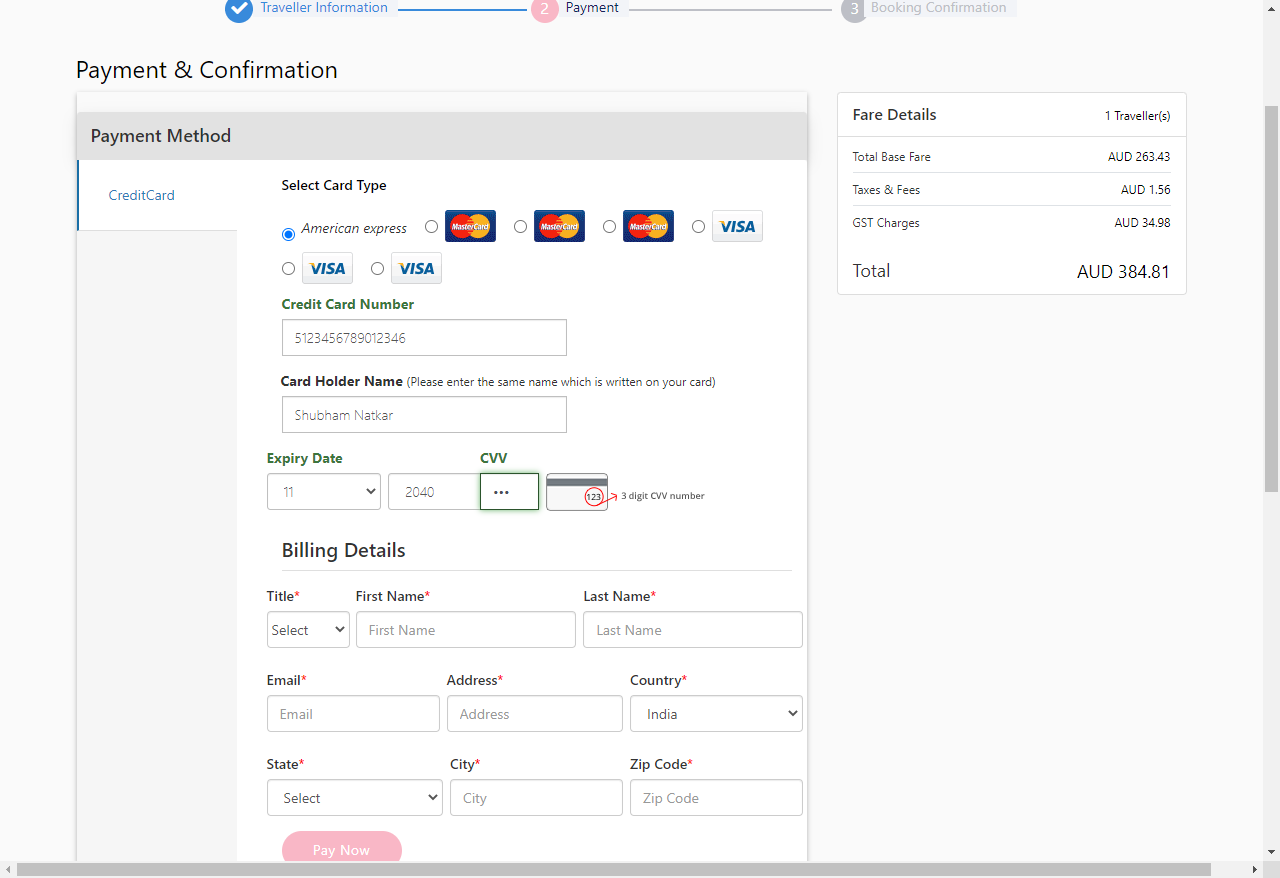 Traveller Information
2
Payment
3
Booking Confirmation
Payment & Confirmation
Payment Method
CreditCard
Select Card Type
American express
MasterCard
MasterCard
MasterCard
VISA
VISA
VISA
Credit Card Number
5123456789012346
Card Holder Name (Please enter the same name which is written on your card)
Shubham Natkar
Expiry Date
CVV
11
2040
•••
123
3 digit CVV number
Billing Details
Title*
First Name*
Last Name*
Select
First Name
Last Name
Email*
Address*
Country*
Email
Address
India
State*
City*
Zip Code*
Select
City
Zip Code
Pay Now
Fare Details
1 Traveller(s)
Total Base Fare
AUD 263.43
Taxes & Fees
AUD 1.56
GST Charges
AUD 34.98
Total
AUD 384.81